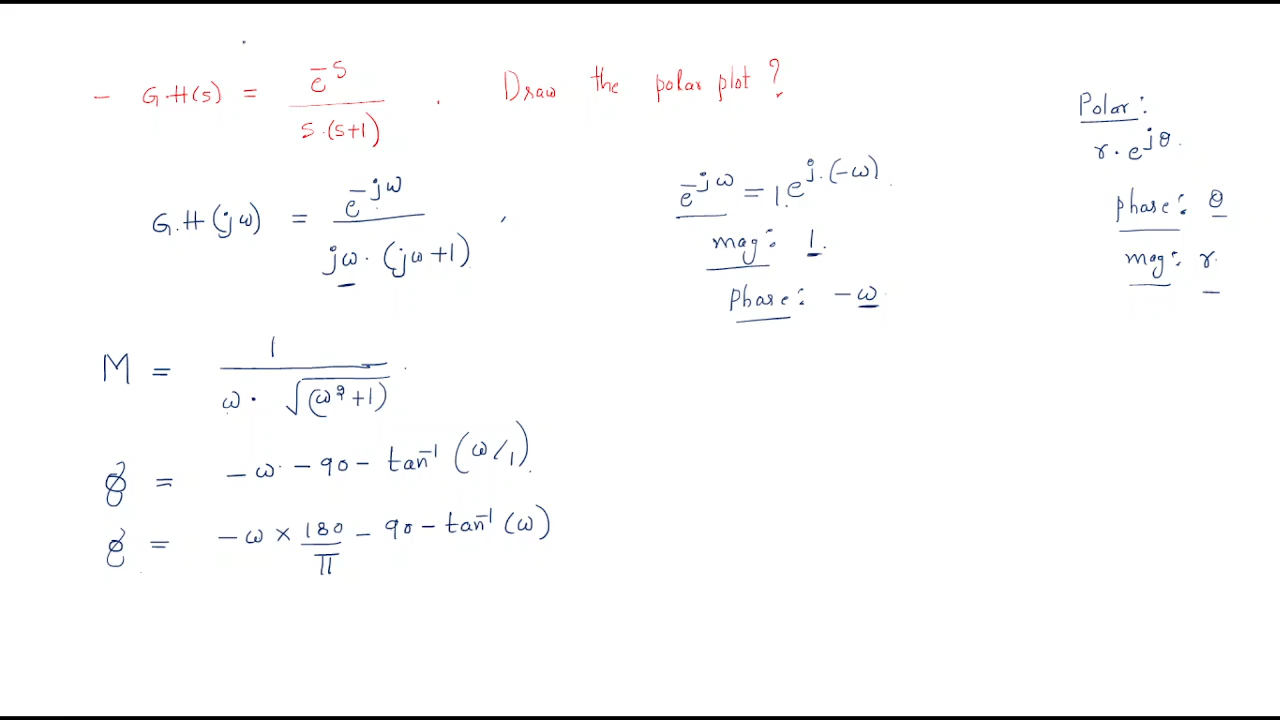 - G.H(s) = e^-s / s.(s+1) . Draw the polar plot ?
G.H(jω) = e^-jω / jω.(jω+1) ,
e^-jω = 1.e^j.(-ω)
mag: 1.
phase: -ω
Polar:
r.e^jθ.
phase: θ
mag: r.
M = 1 / ω.√(ω²+1)
ϕ = -ω. - 90 - tan^-1 (ω/1)
ϕ = -ω × 180/π - 90 - tan^-1 (ω)